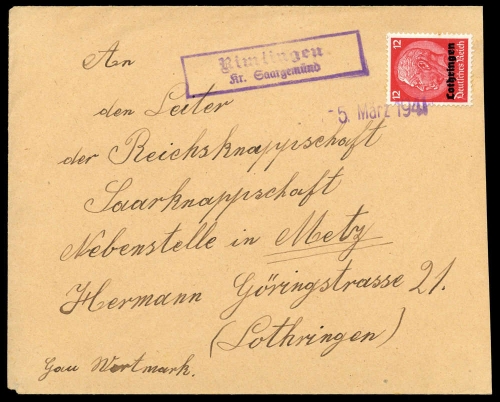 Rimlingen.
Kr. Saargemünd
12
12
Deutsches Reich
Lothringen
5. März 1941
An
den Leiter
der Reichsknappschaft
Saarknappschaft
Nebenstelle in Metz
Hermann Göringstrasse 21.
(Lothringen)
Gau Westmark.